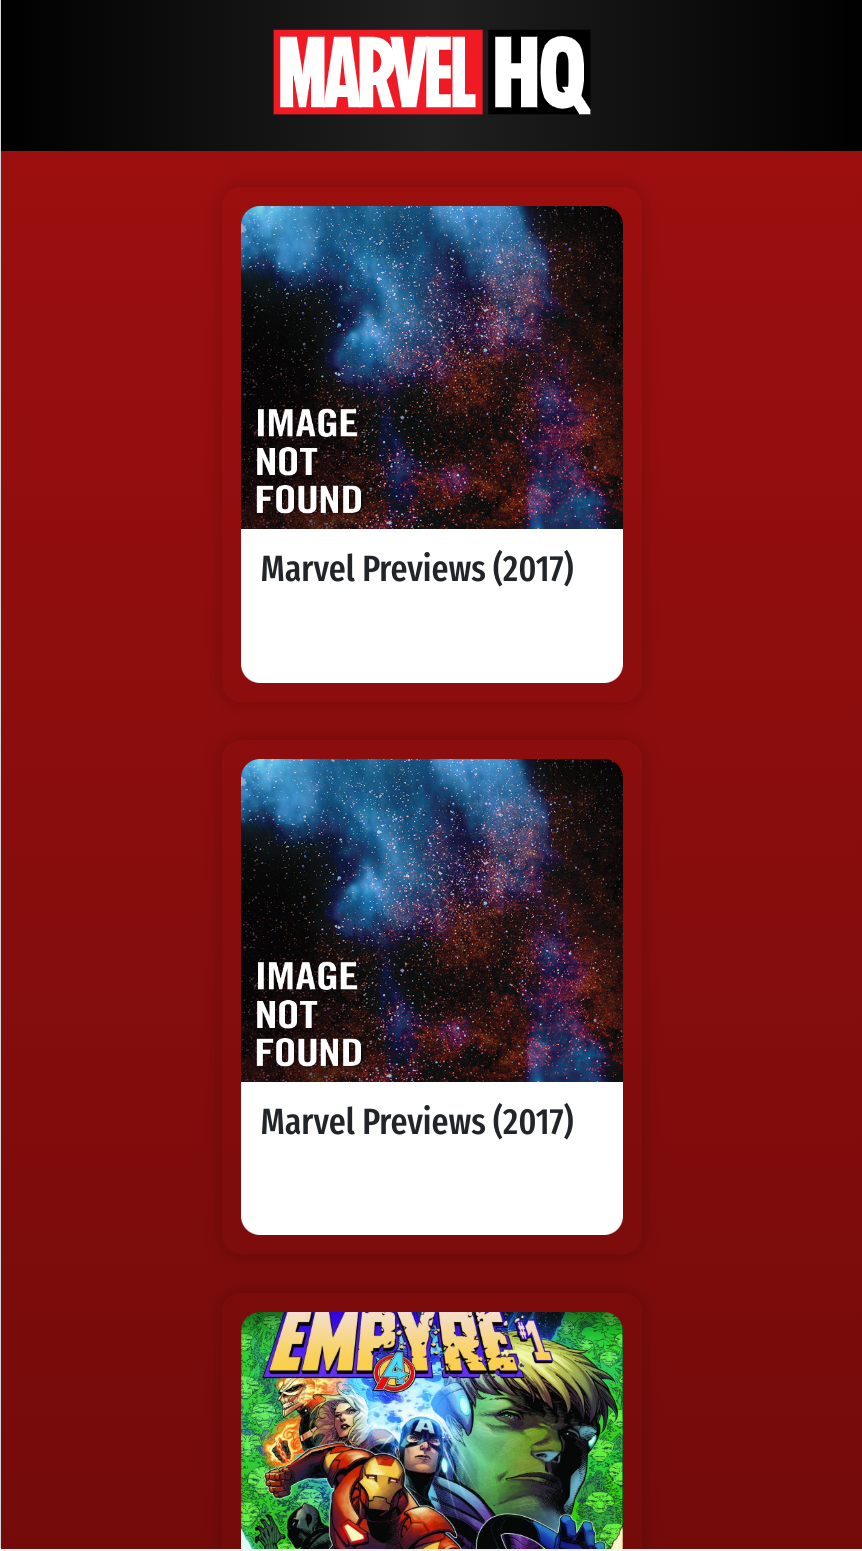 MARVEL HQ
IMAGE
NOT
FOUND
Marvel Previews (2017)
IMAGE
NOT
FOUND
Marvel Previews (2017)
EMPYRE #1
A
A